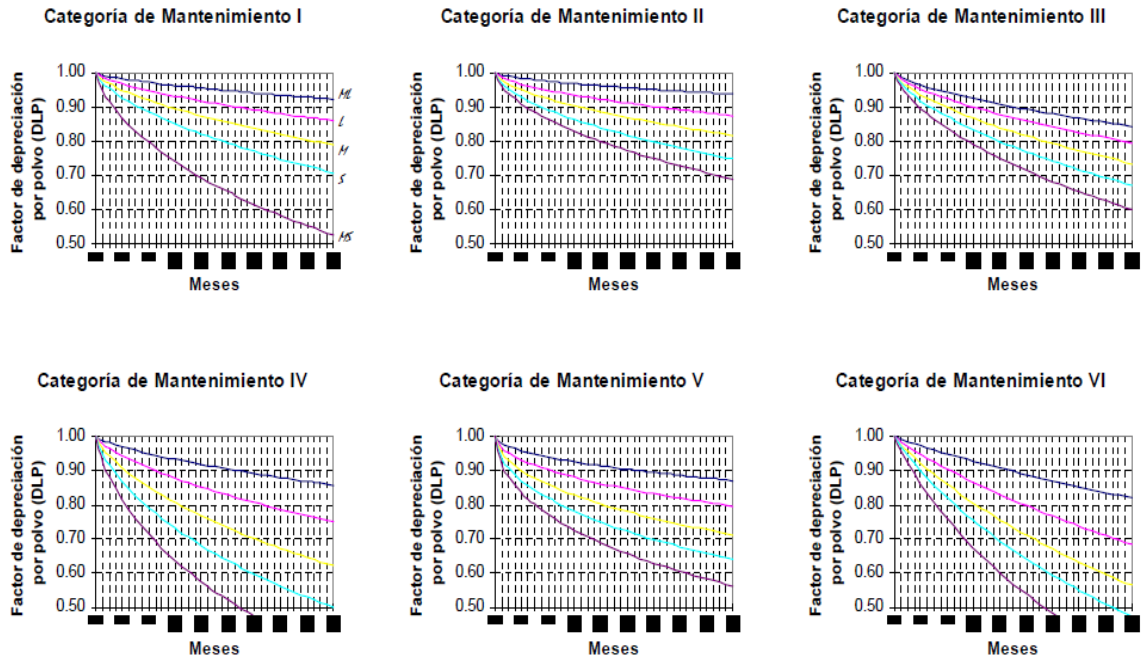 Categoría de Mantenimiento I
Factor de depreciación
por polvo (DLP)
1.00
0.90
0.80
0.70
0.60
0.50
ML
L
M
S
MS
Meses
Categoría de Mantenimiento II
Factor de depreciación
por polvo (DLP)
1.00
0.90
0.80
0.70
0.60
0.50
Meses
Categoría de Mantenimiento III
Factor de depreciación
por polvo (DLP)
1.00
0.90
0.80
0.70
0.60
0.50
Meses
Categoría de Mantenimiento IV
Factor de depreciación
por polvo (DLP)
1.00
0.90
0.80
0.70
0.60
0.50
Meses
Categoría de Mantenimiento V
Factor de depreciación
por polvo (DLP)
1.00
0.90
0.80
0.70
0.60
0.50
Meses
Categoría de Mantenimiento VI
Factor de depreciación
por polvo (DLP)
1.00
0.90
0.80
0.70
0.60
0.50
Meses